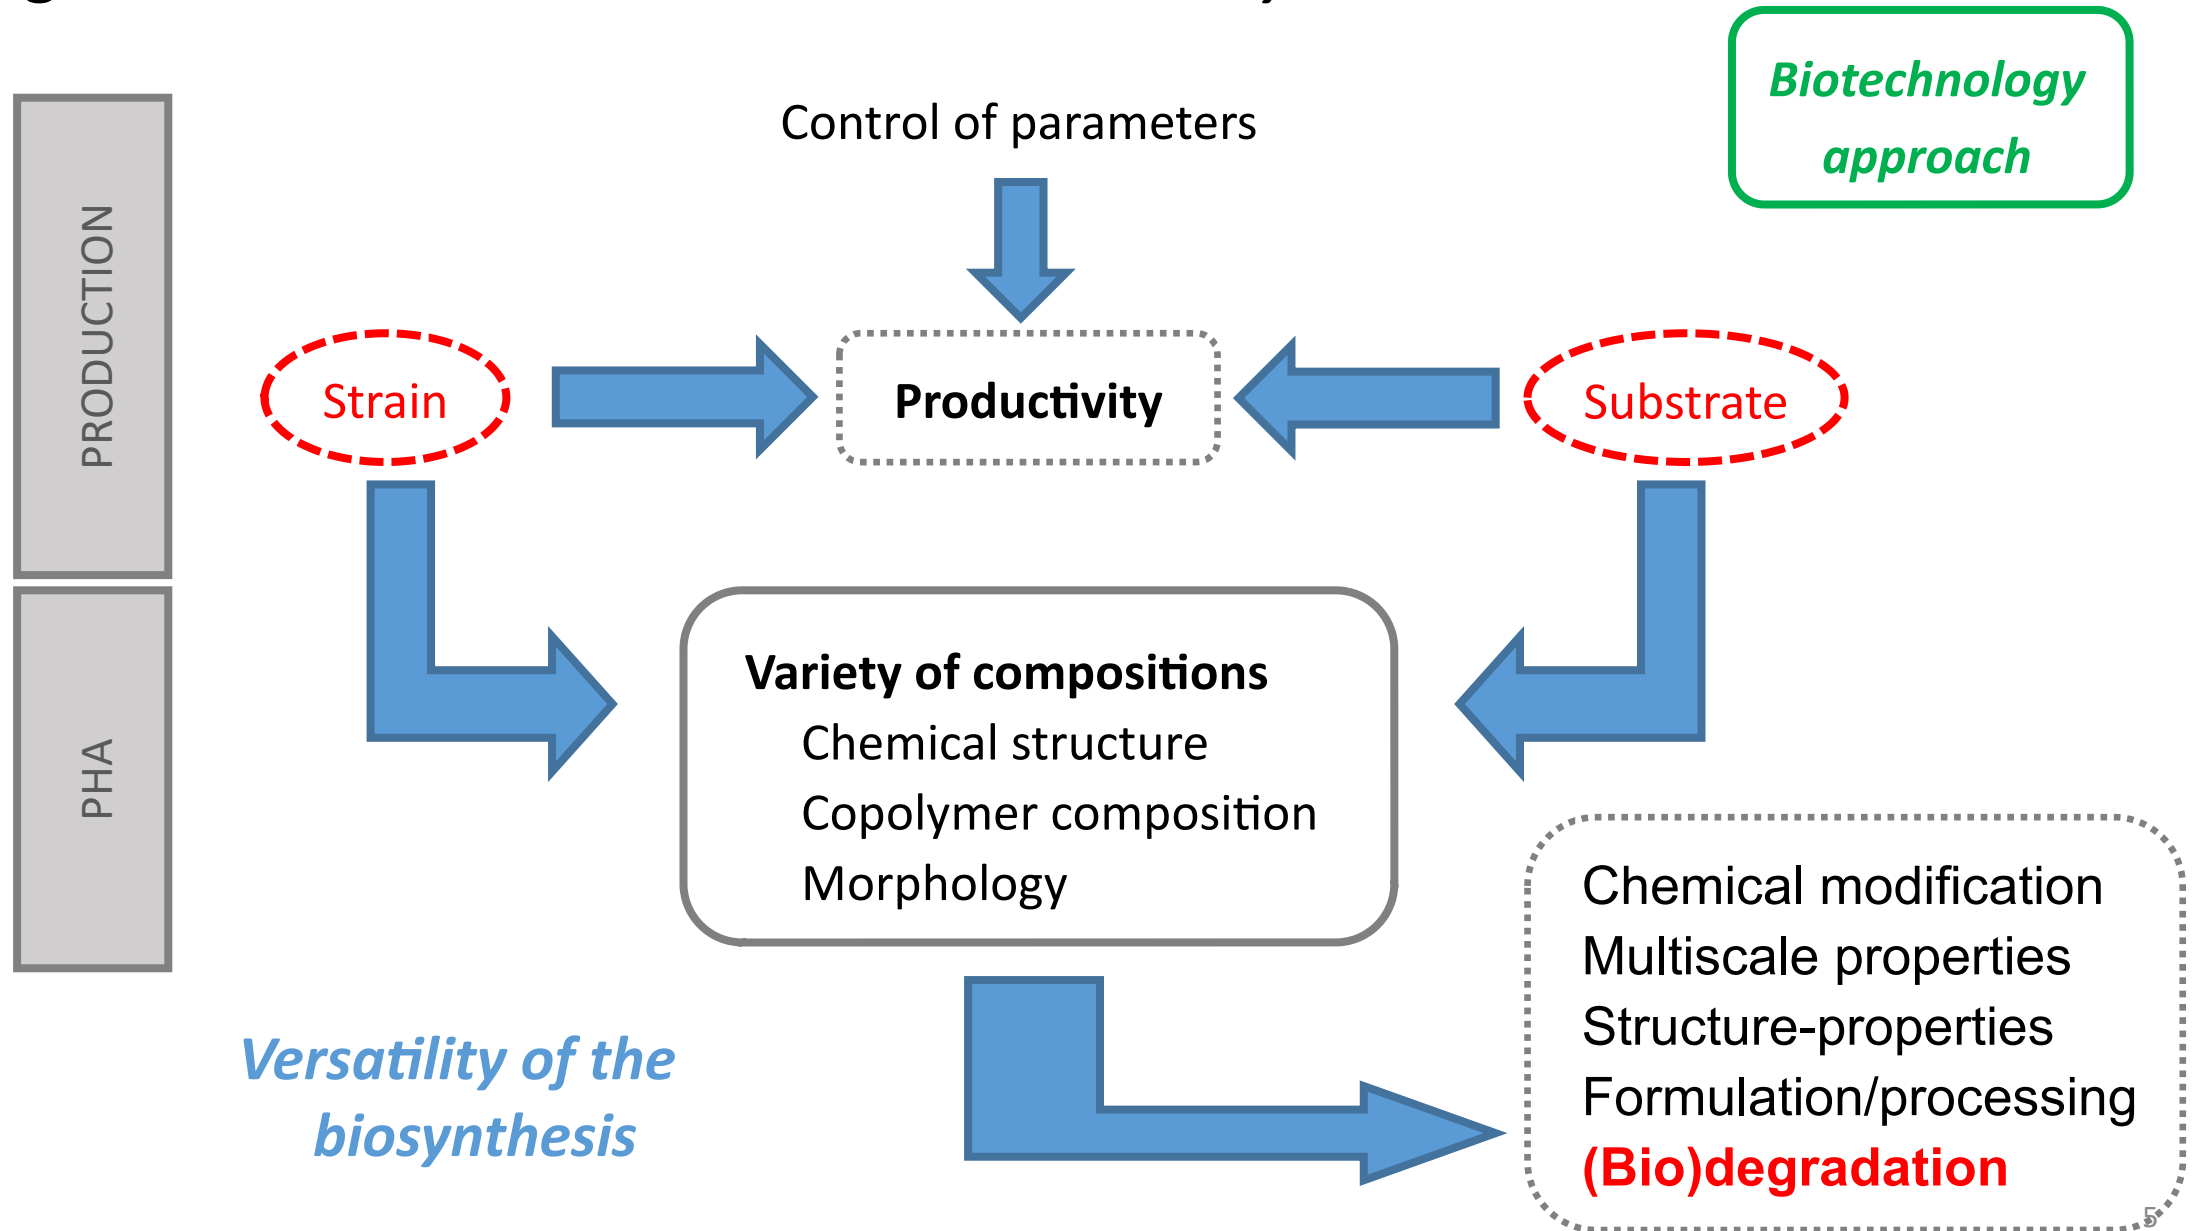 Biotechnology
approach
Control of parameters
PRODUCTION
Strain
Productivity
Substrate
PHA
Variety of compositions
Chemical structure
Copolymer composition
Morphology
Chemical modification
Multiscale properties
Structure-properties
Formulation/processing
(Bio)degradation
Versatility of the
biosynthesis
5